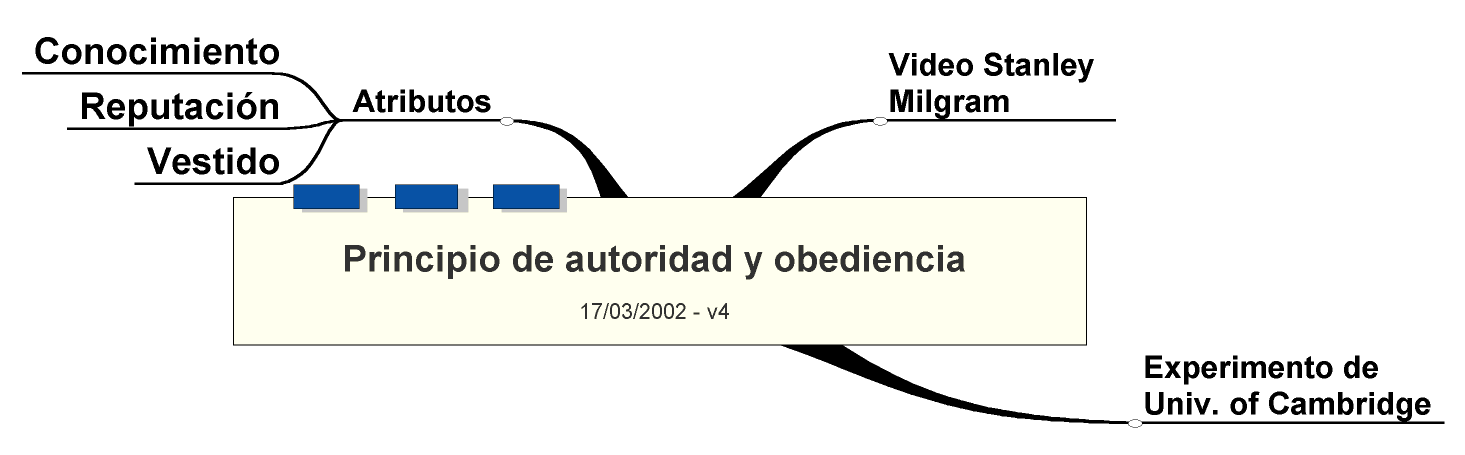 Conocimiento
Reputación
Vestido
Atributos
Video Stanley
Milgram
Principio de autoridad y obediencia
17/03/2002 - v4
Experimento de
Univ. of Cambridge